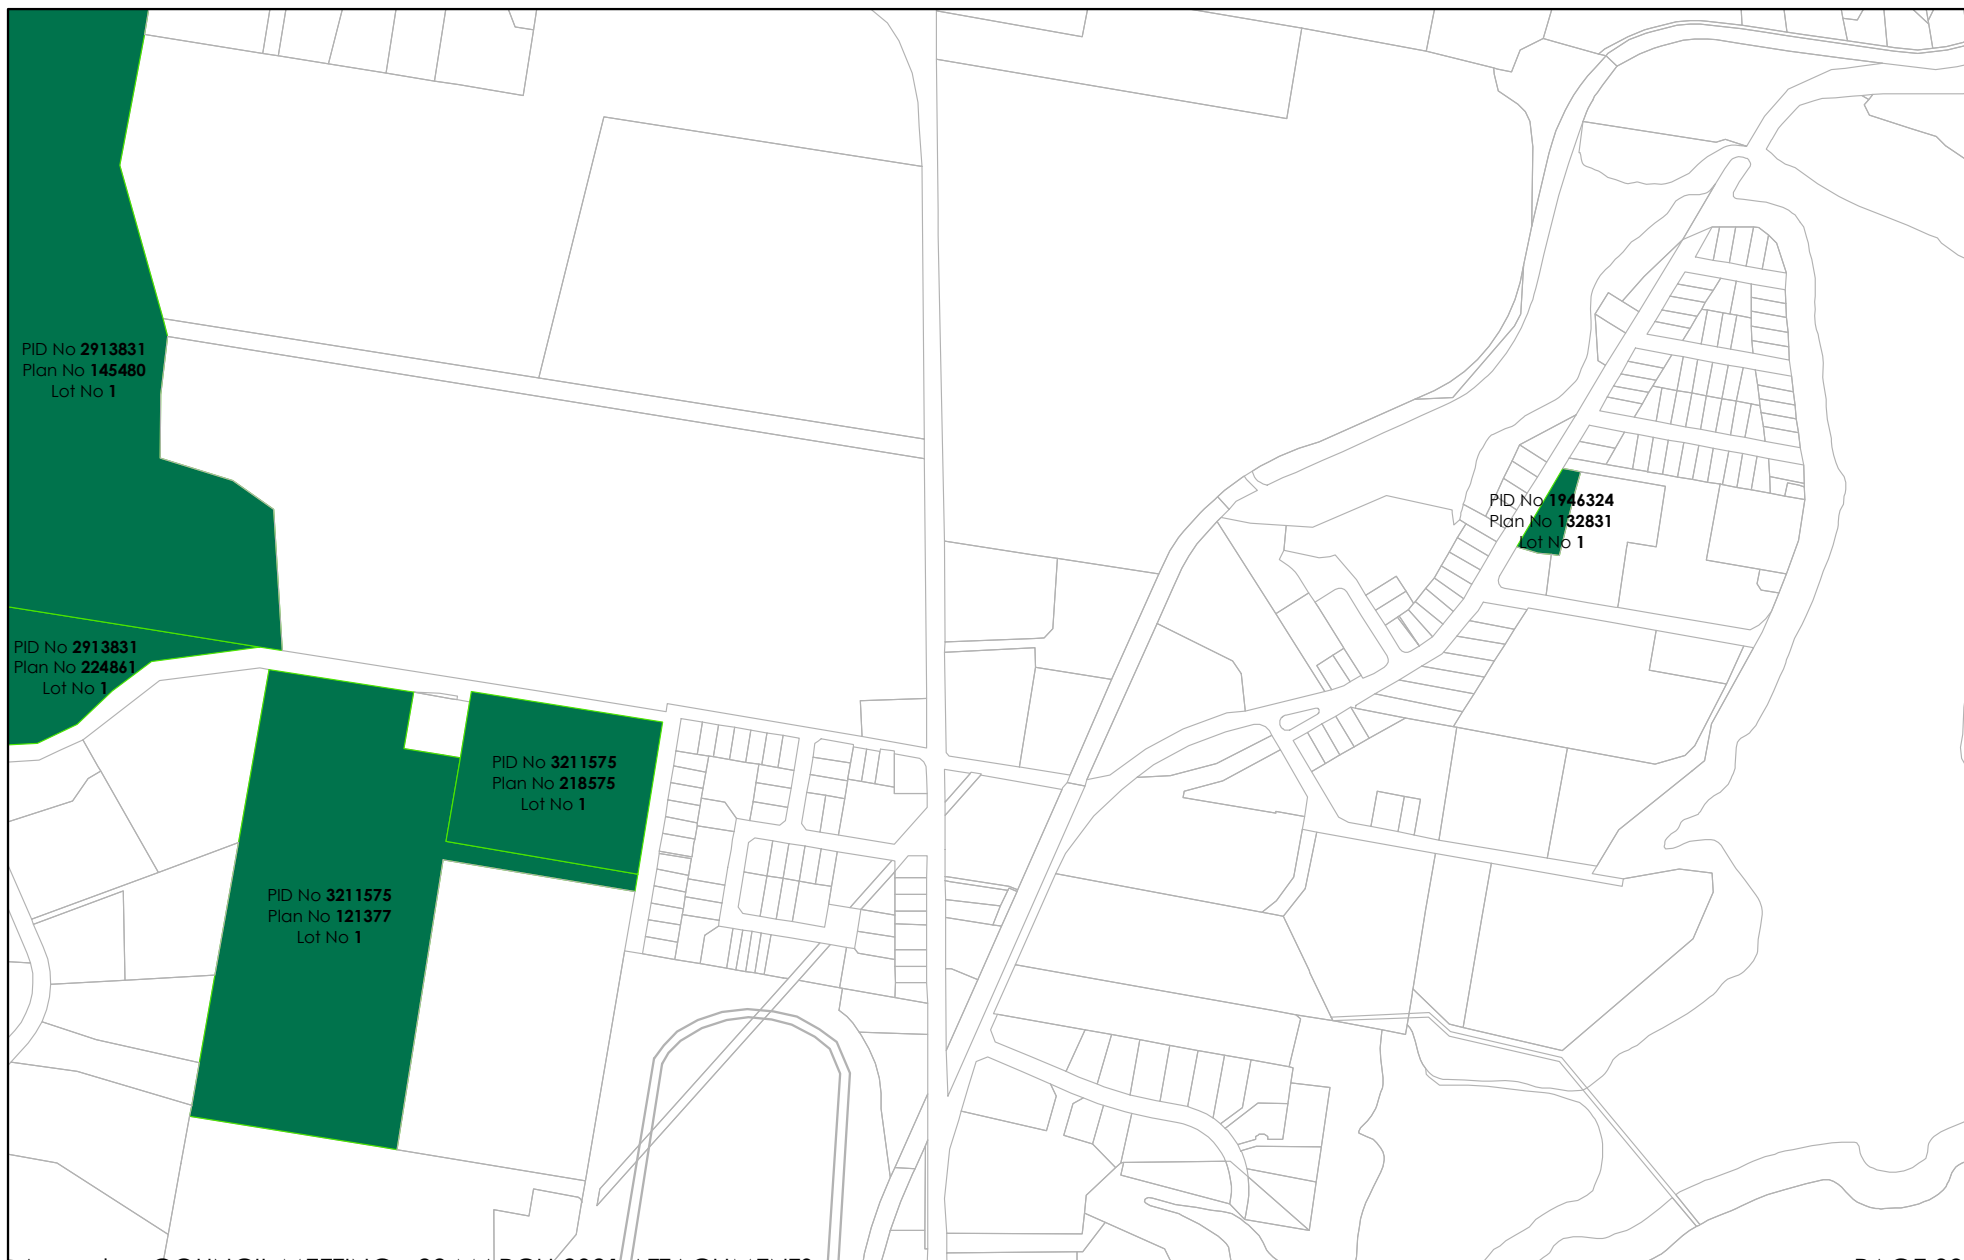 PID No 2913831
Plan No 145480
Lot No 1
PID No 1946324
Plan No 132831
Lot No 1
PID No 2913831
Plan No 224861
Lot No 1
PID No 3211575
Plan No 218575
Lot No 1
PID No 3211575
Plan No 121377
Lot No 1